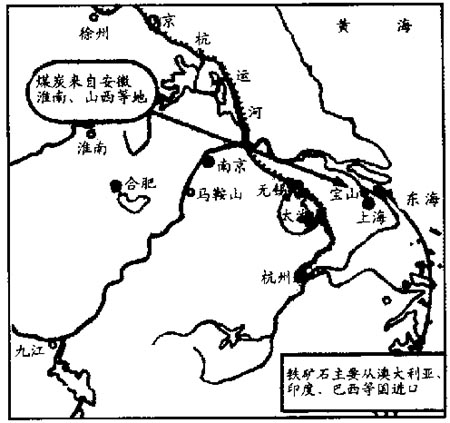 徐州
京
杭
运
河
黄 海
煤炭来自安徽
淮南、山西等地
淮南
合肥
南京
马鞍山
无锡
太湖
宝山
上海
东海
杭州
九江
铁矿石主要从澳大利亚、
印度、巴西等国进口